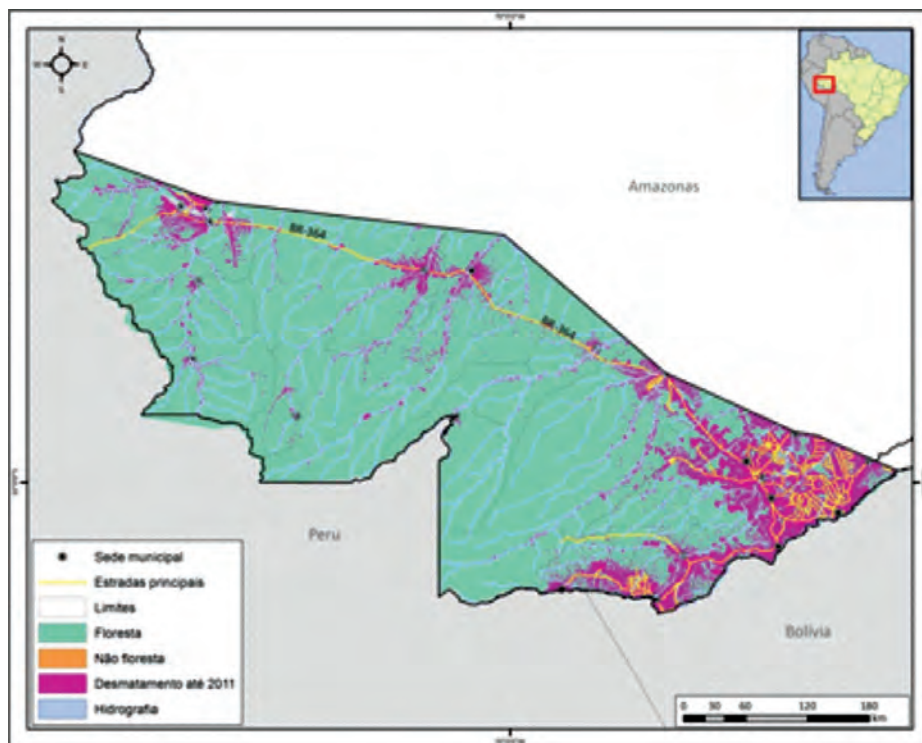 N
W E
S
Amazonas
BR-364
BR-364
Peru
Bolívia
Sede municipal
Estradas principais
Limites
Floresta
Não floresta
Desmatamento até 2011
Hidrografia
0 30 60 120 180
km